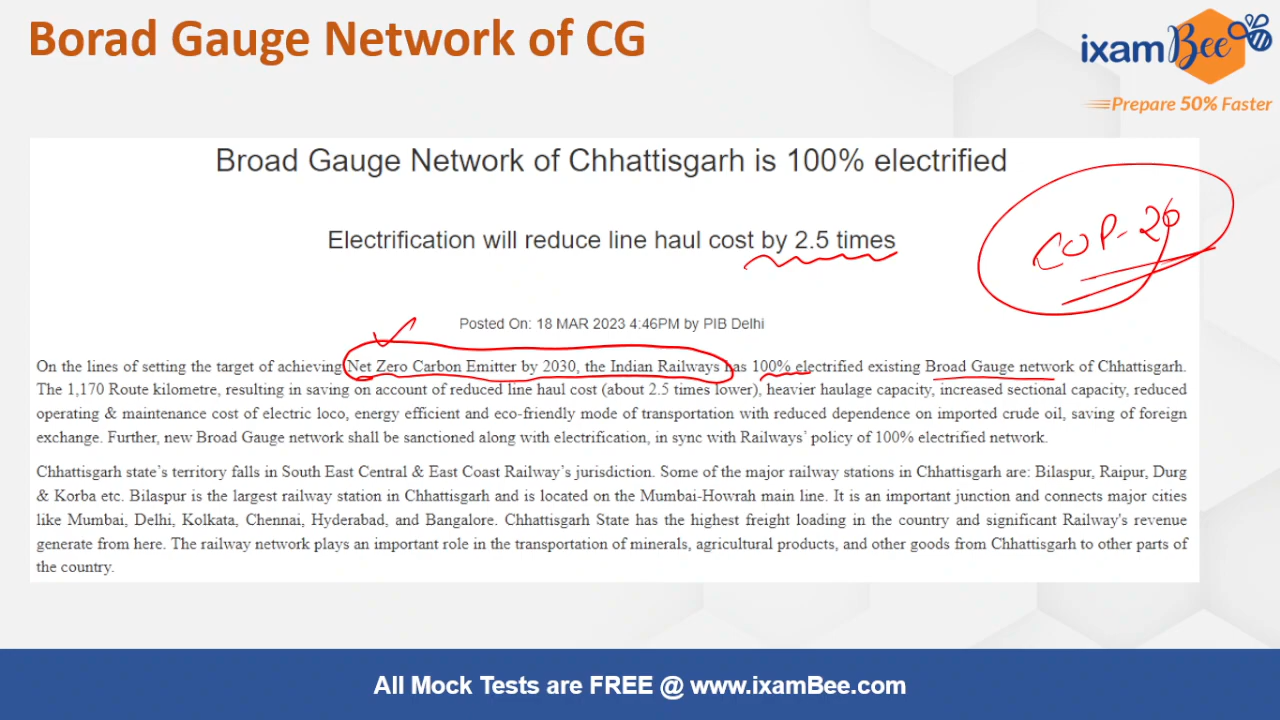 Borad Gauge Network of CG
ixamBee
Prepare 50% Faster
Broad Gauge Network of Chhattisgarh is 100% electrified
COP-26
Electrification will reduce line haul cost by 2.5 times
Posted On: 18 MAR 2023 4:46PM by PIB Delhi
On the lines of setting the target of achieving Net Zero Carbon Emitter by 2030, the Indian Railways has 100% electrified existing Broad Gauge network of Chhattisgarh.
The 1,170 Route kilometre, resulting in saving on account of reduced line haul cost (about 2.5 times lower), heavier haulage capacity, increased sectional capacity, reduced
operating & maintenance cost of electric loco, energy efficient and eco-friendly mode of transportation with reduced dependence on imported crude oil, saving of foreign
exchange. Further, new Broad Gauge network shall be sanctioned along with electrification, in sync with Railways' policy of 100% electrified network.
Chhattisgarh state's territory falls in South East Central & East Coast Railway's jurisdiction. Some of the major railway stations in Chhattisgarh are: Bilaspur, Raipur, Durg
& Korba etc. Bilaspur is the largest railway station in Chhattisgarh and is located on the Mumbai-Howrah main line. It is an important junction and connects major cities
like Mumbai, Delhi, Kolkata, Chennai, Hyderabad, and Bangalore. Chhattisgarh State has the highest freight loading in the country and significant Railway's revenue
generate from here. The railway network plays an important role in the transportation of minerals, agricultural products, and other goods from Chhattisgarh to other parts of
the country.
All Mock Tests are FREE @ www.ixamBee.com